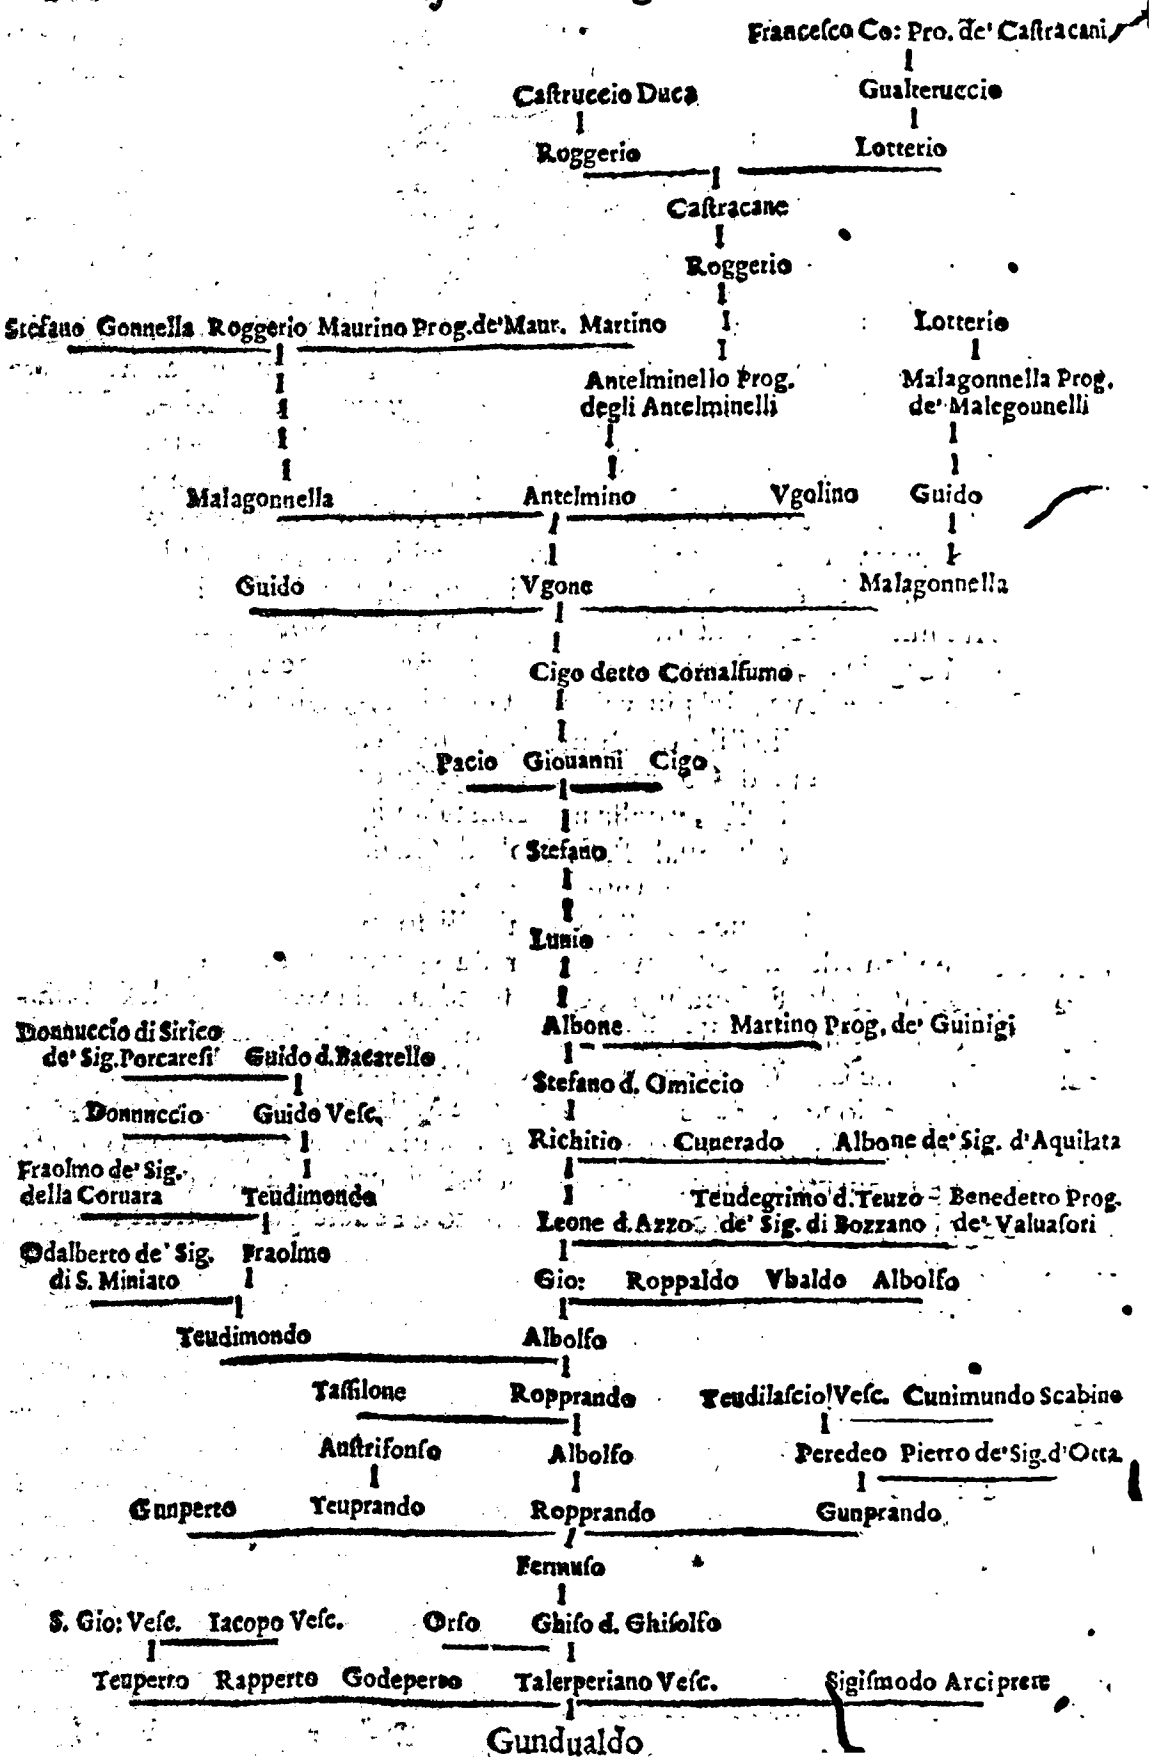 Francesco Co: Pro. de' Castracani
Castruccio Duca Gualteruccio
Roggerio Lotterio
Castracane
Roggerio
Stefano Gonnella Roggerio Maurino Prog. de' Maur. Martino Lotterio
Antelminello Prog. Malagonnella Prog.
degli Antelminelli de' Malegounelli
Malagonnella Antelmino Vgolino Guido
Guido Vgone Malagonnella
Cigo detto Cornalfumo
Pacio Giouanni Cigo
Stefano
Lunio
Albone Martino Prog. de' Guinigi
Donnuccio di Sirico
de' Sig. Porcaresi Guido d. Bacarello
Stefano d. Omiccio
Donnuccio Guido Vesc.
Richitio Cunerado Albone de' Sig. d'Aquilata
Fraolmo de' Sig.
della Coruara Teudimondo
Teudegrimo d. Teuzo Benedetto Prog.
Leone d. Azzo de' Sig. di Bozzano de' Valuasori
Odalberto de' Sig. Fraolmo
di S. Miniato Gio: Roppaldo Vbaldo Albolfo
Teudimondo Albolfo
Tassilone Ropprando Teudilascio Vesc. Cunimundo Scabino
Austrifonso Albolfo Peredeo Pietro de' Sig. d'Otta
Gunperto Teuprando Ropprando Gunprando
Fermuso
S. Gio: Vesc. Iacopo Vesc. Orso Ghiso d. Ghisolfo
Teuperto Rapperto Godeperto Talerperiano Vesc. Sigismodo Arciprete
Gundualdo